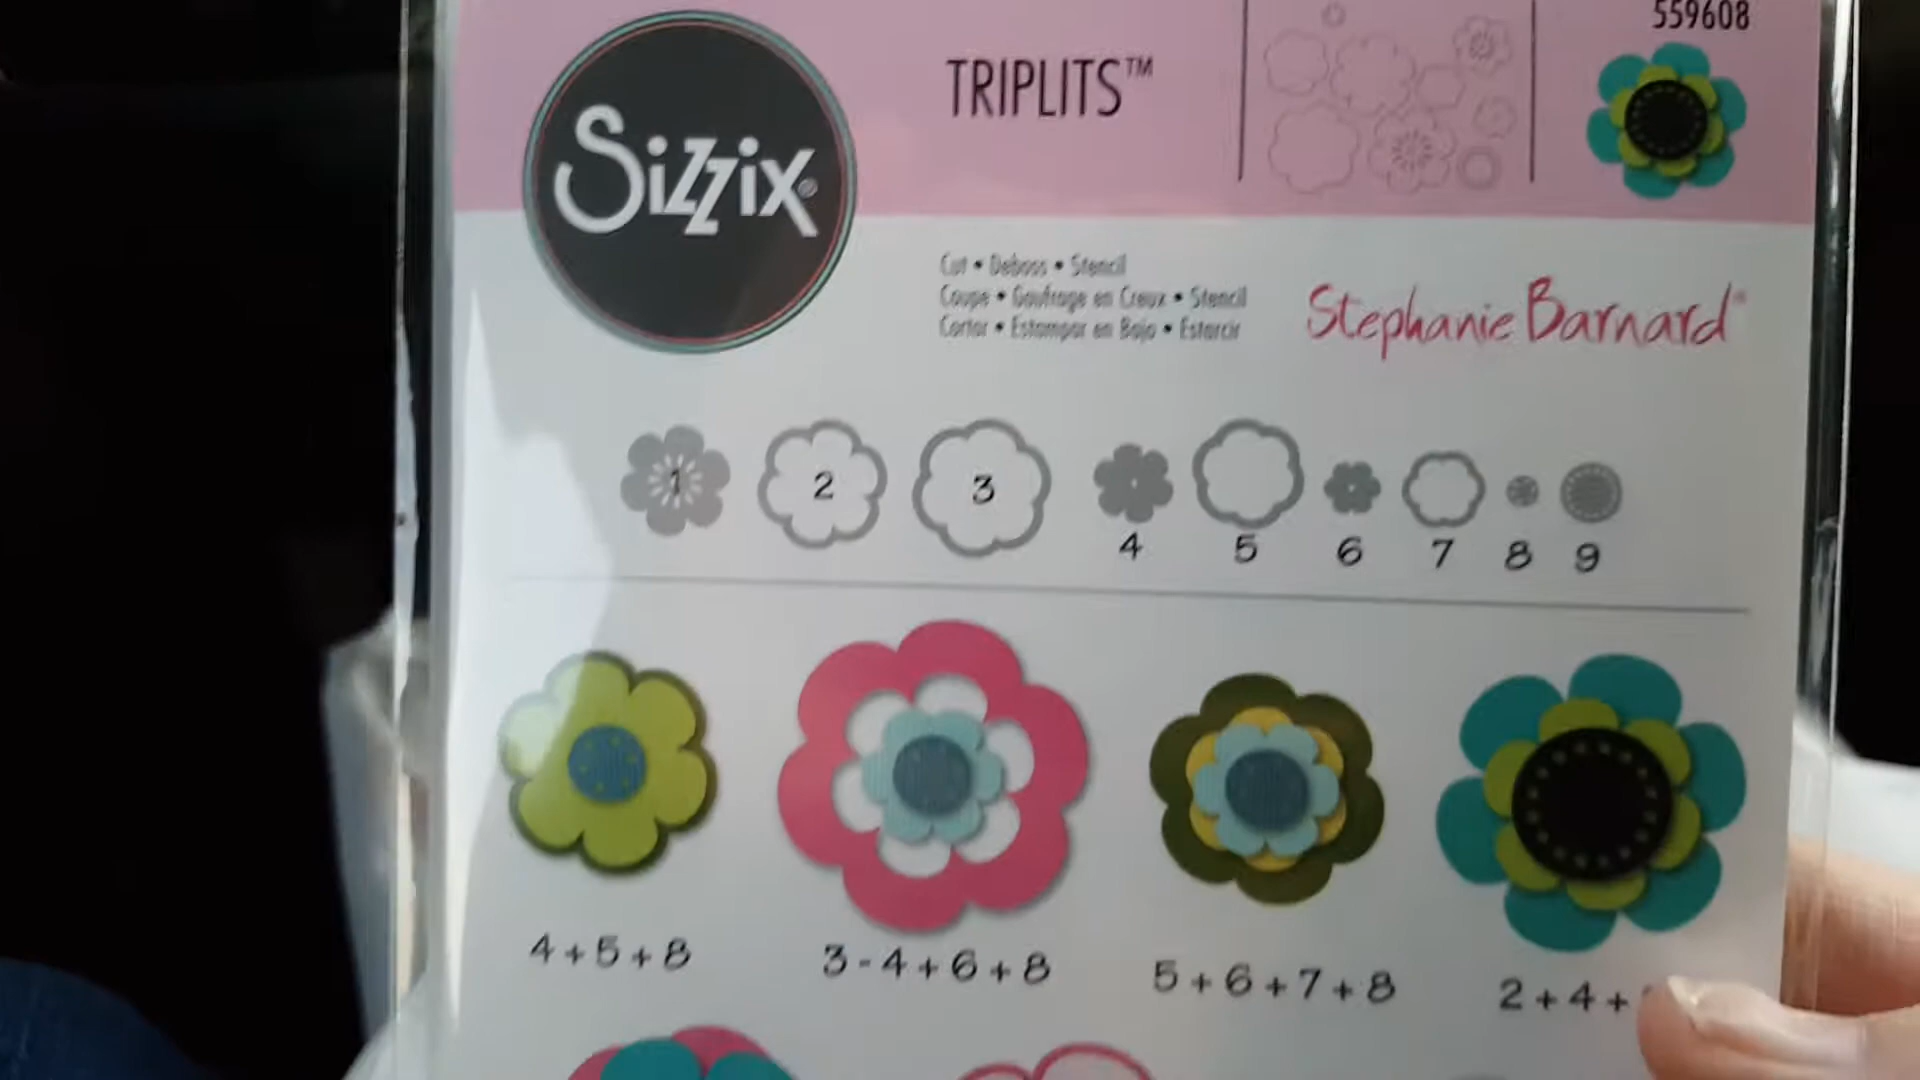 559608
TRIPLITS™
Sizzix®
Cut • Deboss • Stencil
Coupe • Gaufrage en Creux • Stencil
Cortar • Estampar en Bajo • Estarcir
Stephanie Barnard®
1 2 3 4 5 6 7 8 9
4+5+8 3-4+6+8 5+6+7+8 2+4+